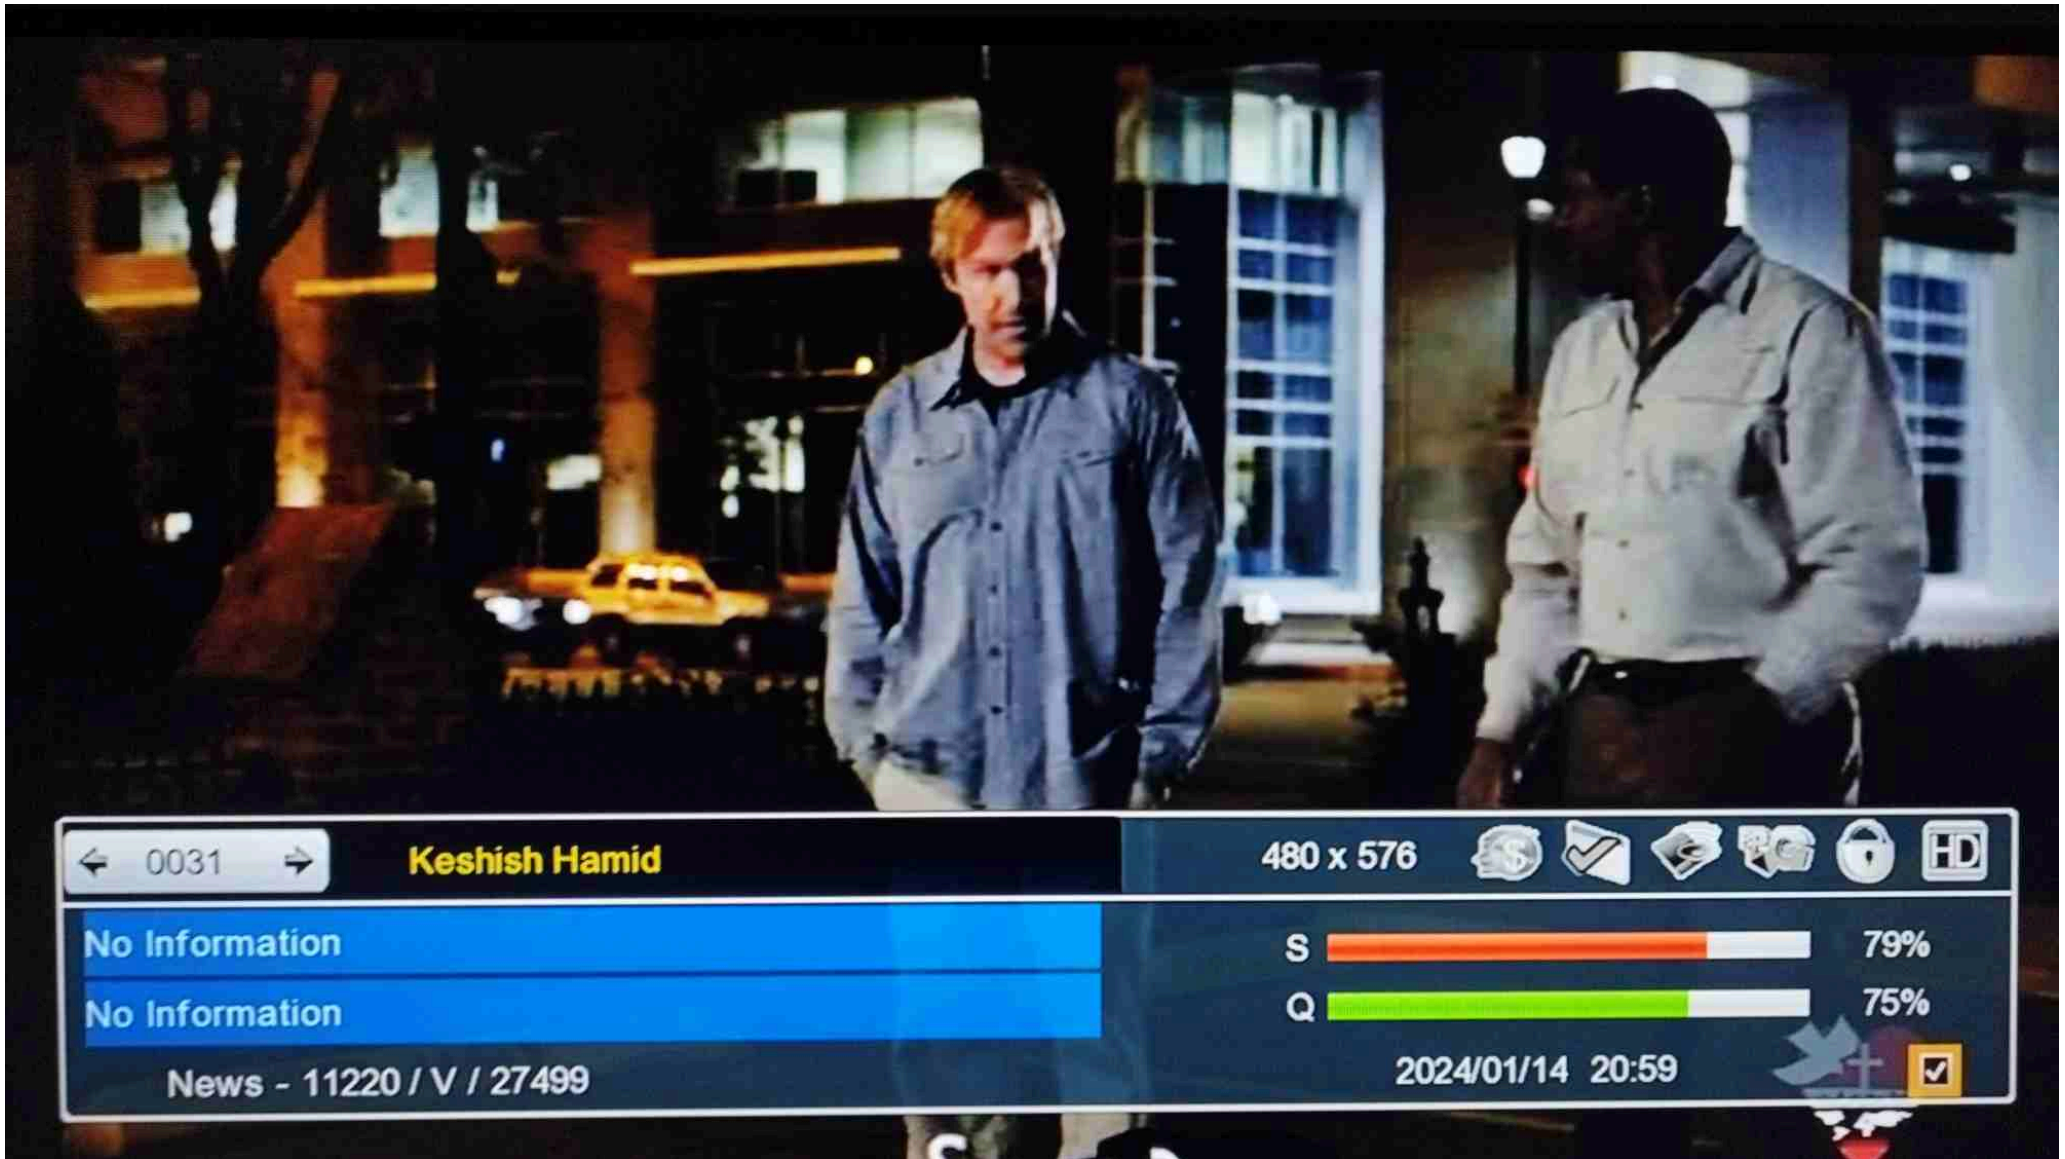 0031
Keshish Hamid
480 x 576
HD
No Information
S 79%
No Information
Q 75%
News - 11220 / V / 27499
2024/01/14 20:59